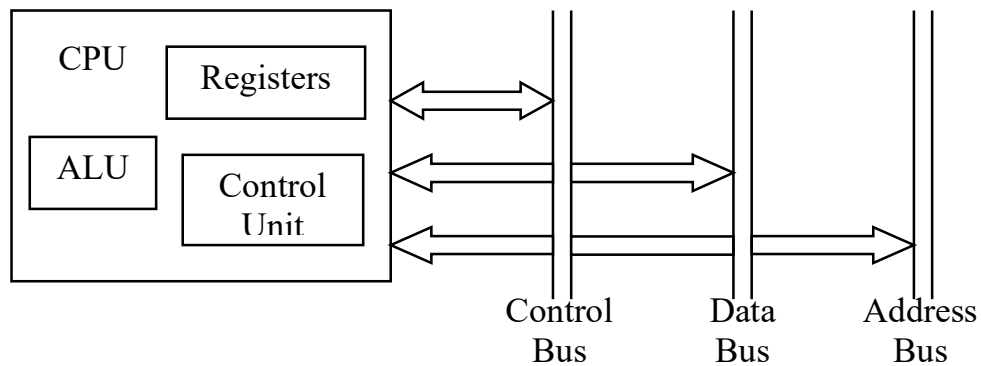 CPU
Registers
ALU
Control
Unit
Control
Bus
Data
Bus
Address
Bus